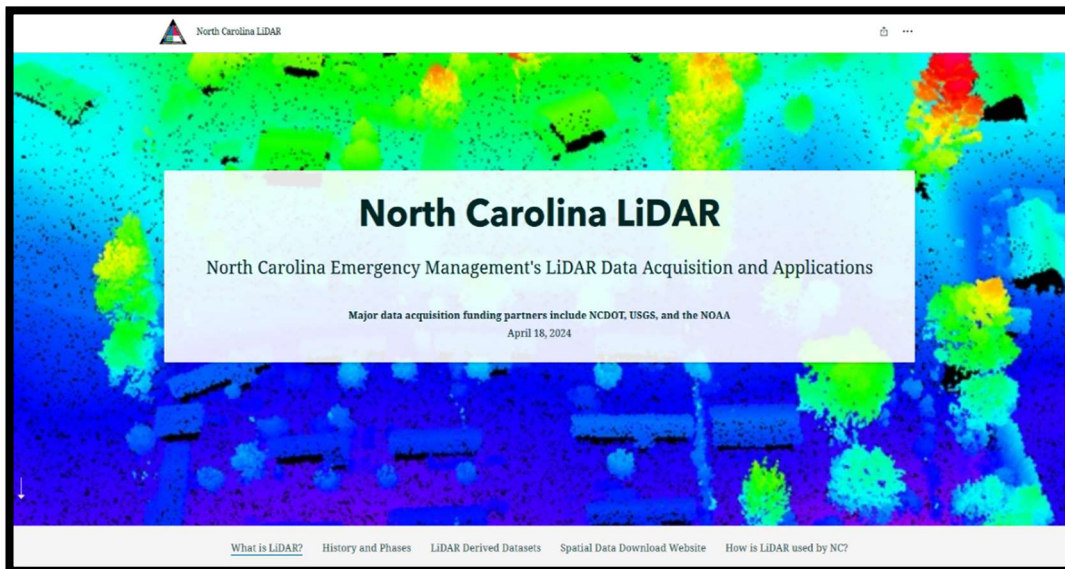 North Carolina LiDAR
North Carolina LiDAR
North Carolina Emergency Management's LiDAR Data Acquisition and Applications
Major data acquisition funding partners include NCDOT, USGS, and the NOAA
April 18, 2024
What is LiDAR? History and Phases LiDAR Derived Datasets Spatial Data Download Website How is LiDAR used by NC?